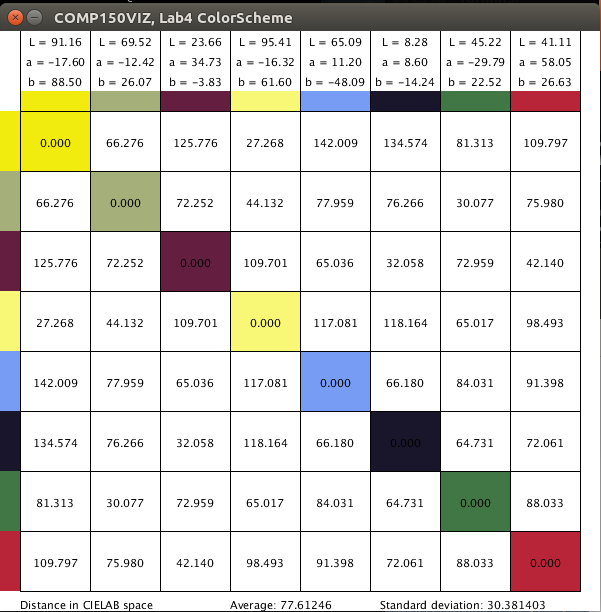 COMP150VIZ, Lab4 ColorScheme
L = 91.16 L = 69.52 L = 23.66 L = 95.41 L = 65.09 L = 8.28 L = 45.22 L = 41.11
a = -17.60 a = -12.42 a = 34.73 a = -16.32 a = 11.20 a = 8.60 a = -29.79 a = 58.05
b = 88.50 b = 26.07 b = -3.83 b = 61.60 b = -48.09 b = -14.24 b = 22.52 b = 26.63
0.000 66.276 125.776 27.268 142.009 134.574 81.313 109.797
66.276 0.000 72.252 44.132 77.959 76.266 30.077 75.980
125.776 72.252 0.000 109.701 65.036 32.058 72.959 42.140
27.268 44.132 109.701 0.000 117.081 118.164 65.017 98.493
142.009 77.959 65.036 117.081 0.000 66.180 84.031 91.398
134.574 76.266 32.058 118.164 66.180 0.000 64.731 72.061
81.313 30.077 72.959 65.017 84.031 64.731 0.000 88.033
109.797 75.980 42.140 98.493 91.398 72.061 88.033 0.000
Distance in CIELAB space Average: 77.61246 Standard deviation: 30.381403